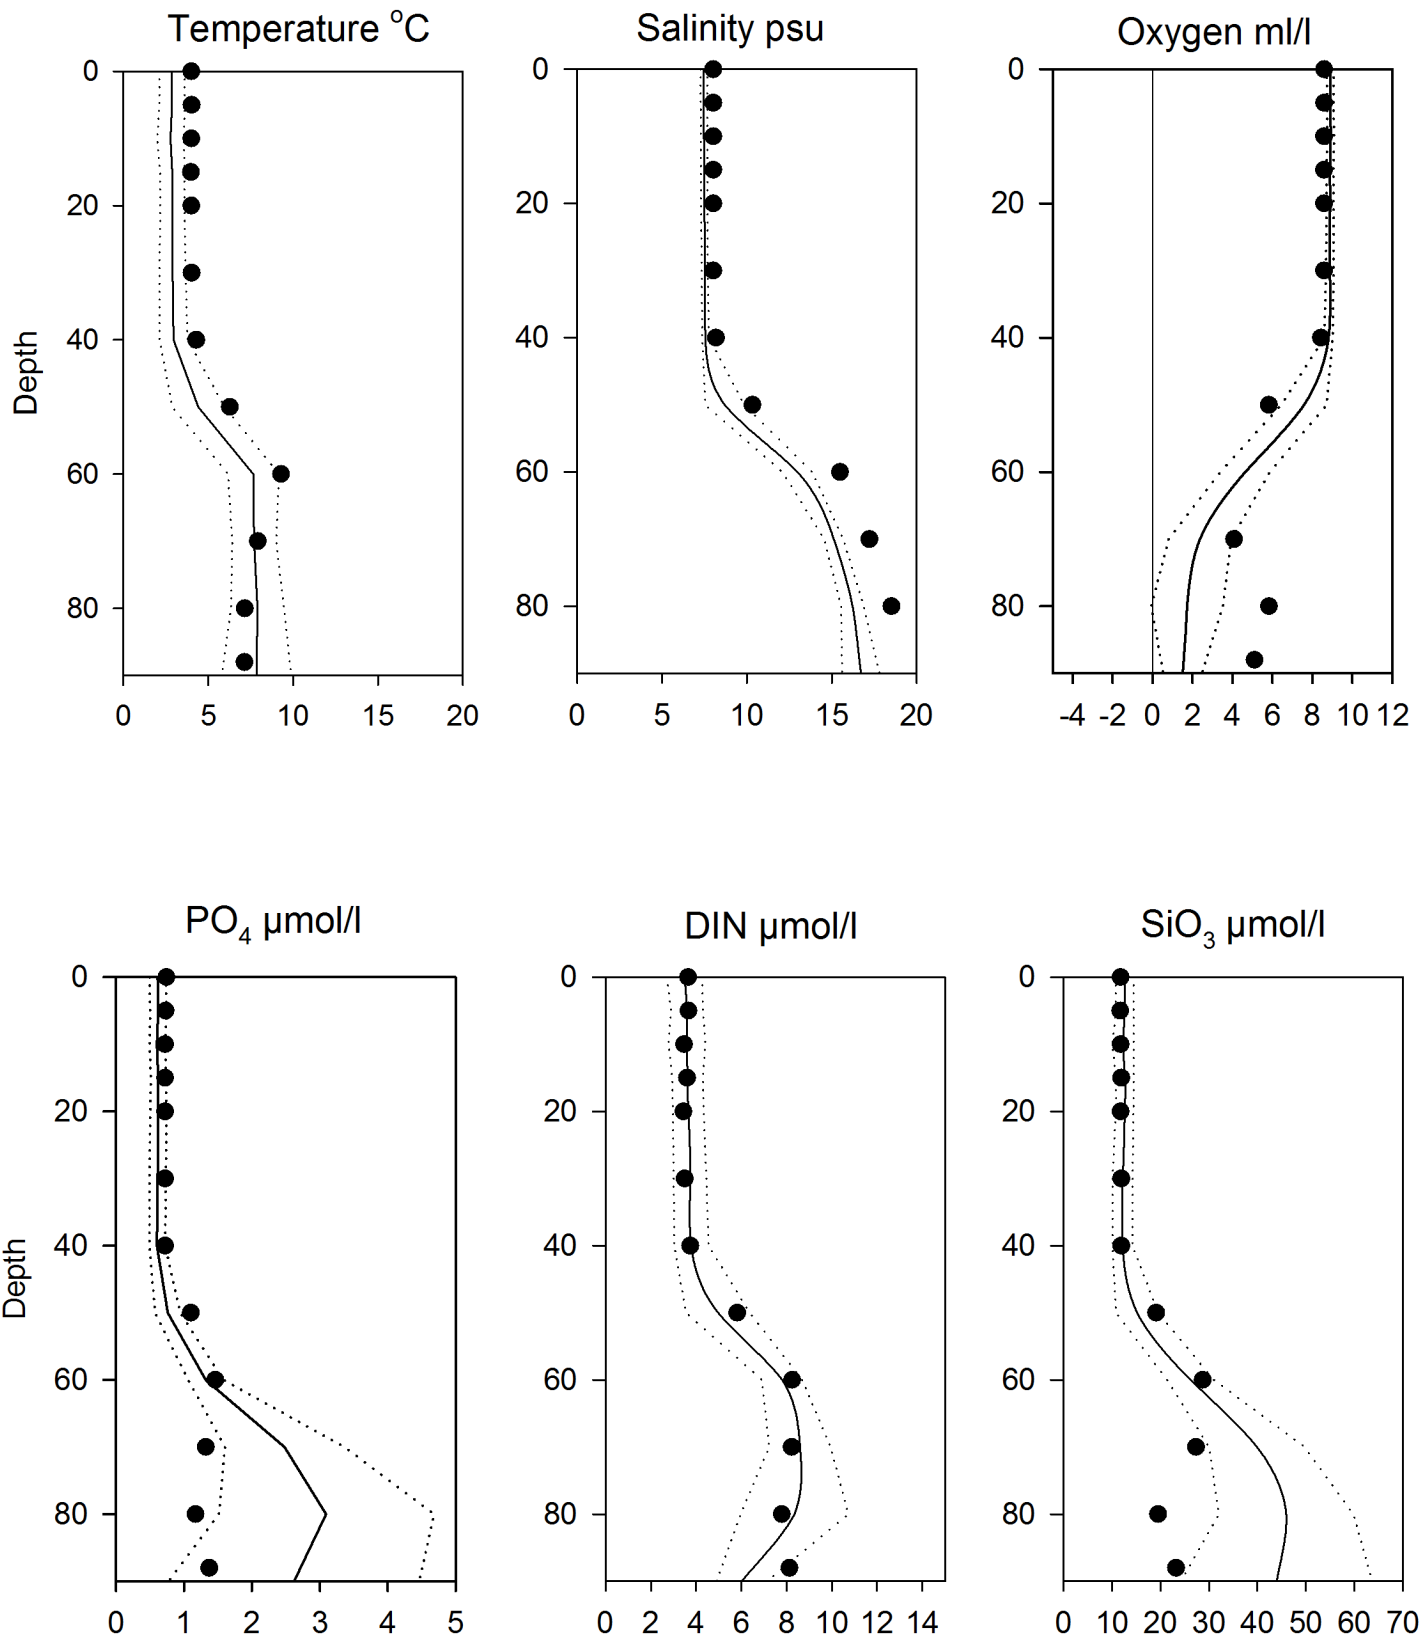 Temperature °C
Salinity psu
Oxygen ml/l
0
20
40
60
80
Depth
0 5 10 15 20
0
20
40
60
80
0 5 10 15 20
0
20
40
60
80
-4 -2 0 2 4 6 8 10 12
PO4 µmol/l
DIN µmol/l
SiO3 µmol/l
0
20
40
60
80
Depth
0 1 2 3 4 5
0
20
40
60
80
0 2 4 6 8 10 12 14
0
20
40
60
80
0 10 20 30 40 50 60 70